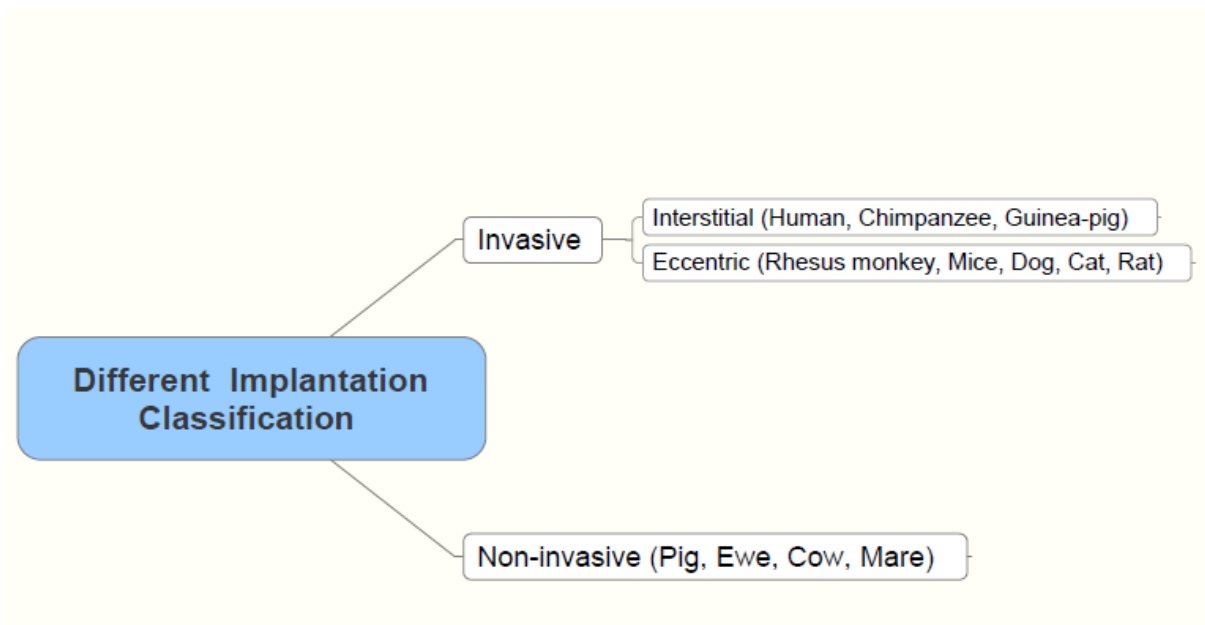 Invasive
Interstitial (Human, Chimpanzee, Guinea-pig)
Eccentric (Rhesus monkey, Mice, Dog, Cat, Rat)
Different Implantation
Classification
Non-invasive (Pig, Ewe, Cow, Mare)